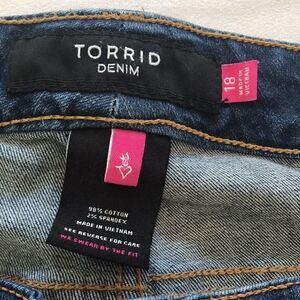 TORRID
DENIM
18
MADE IN
VIETNAM
98% COTTON
2% SPANDEX
MADE IN VIETNAM
SEE REVERSE FOR CARE
WE SWEAR BY THE FIT